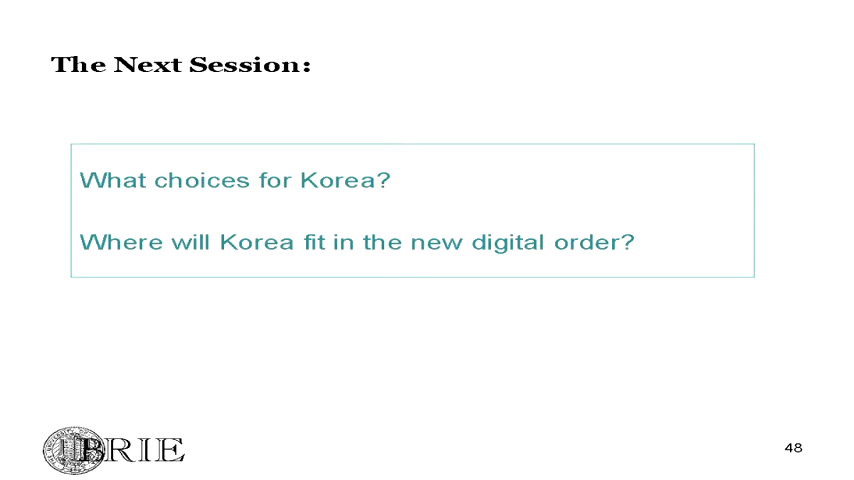 The Next Session:
What choices for Korea?
Where will Korea fit in the new digital order?
BRIE
48